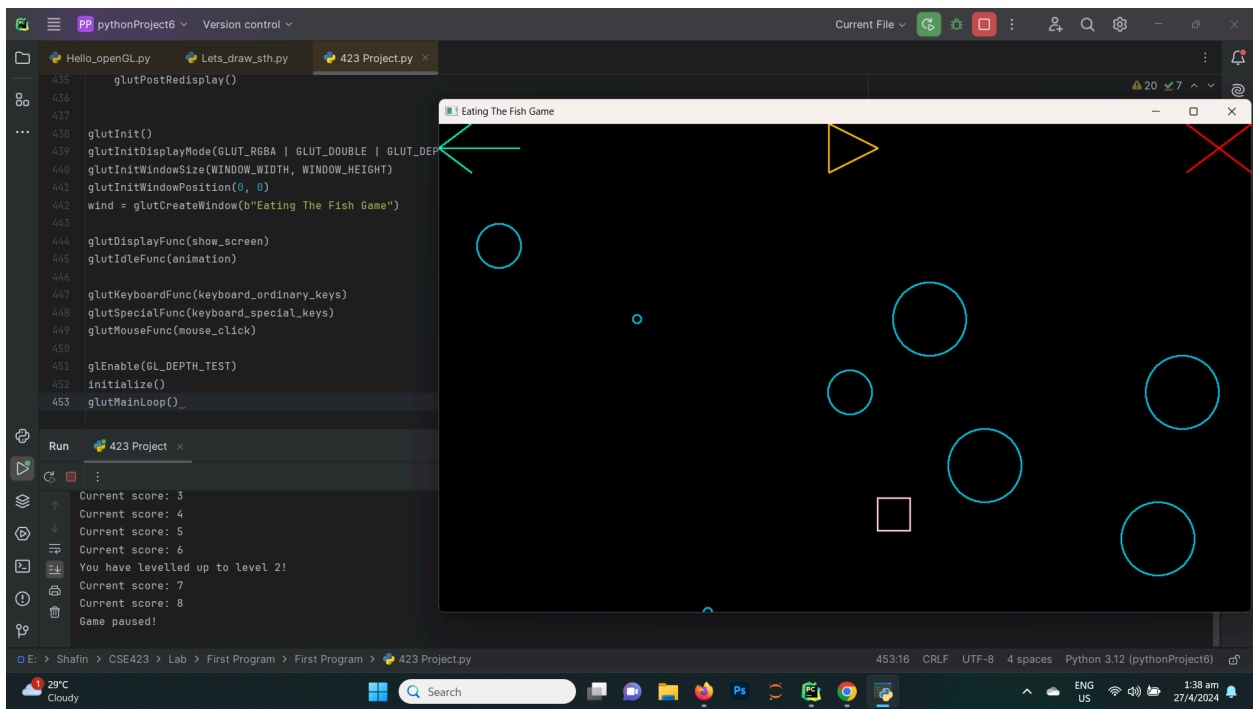 PC
PP pythonProject6
Version control
Current File
Hello_openGL.py
Lets_draw_sth.py
423 Project.py
20 7
435 glutPostRedisplay()
436
437
438 glutInit()
439 glutInitDisplayMode(GLUT_RGBA | GLUT_DOUBLE | GLUT_DEP
440 glutInitWindowSize(WINDOW_WIDTH, WINDOW_HEIGHT)
441 glutInitWindowPosition(0, 0)
442 wind = glutCreateWindow(b"Eating The Fish Game")
443
444 glutDisplayFunc(show_screen)
445 glutIdleFunc(animation)
446
447 glutKeyboardFunc(keyboard_ordinary_keys)
448 glutSpecialFunc(keyboard_special_keys)
449 glutMouseFunc(mouse_click)
450
451 glEnable(GL_DEPTH_TEST)
452 initialize()
453 glutMainLoop()
Eating The Fish Game
Run 423 Project
Current score: 3
Current score: 4
Current score: 5
Current score: 6
You have levelled up to level 2!
Current score: 7
Current score: 8
Game paused!
E: > Shafin > CSE423 > Lab > First Program > First Program > 423 Project.py
453:16 CRLF UTF-8 4 spaces Python 3.12 (pythonProject6)
1
29°C
Cloudy
Search
Ps
PC
ENG
US
1:38 am
27/4/2024